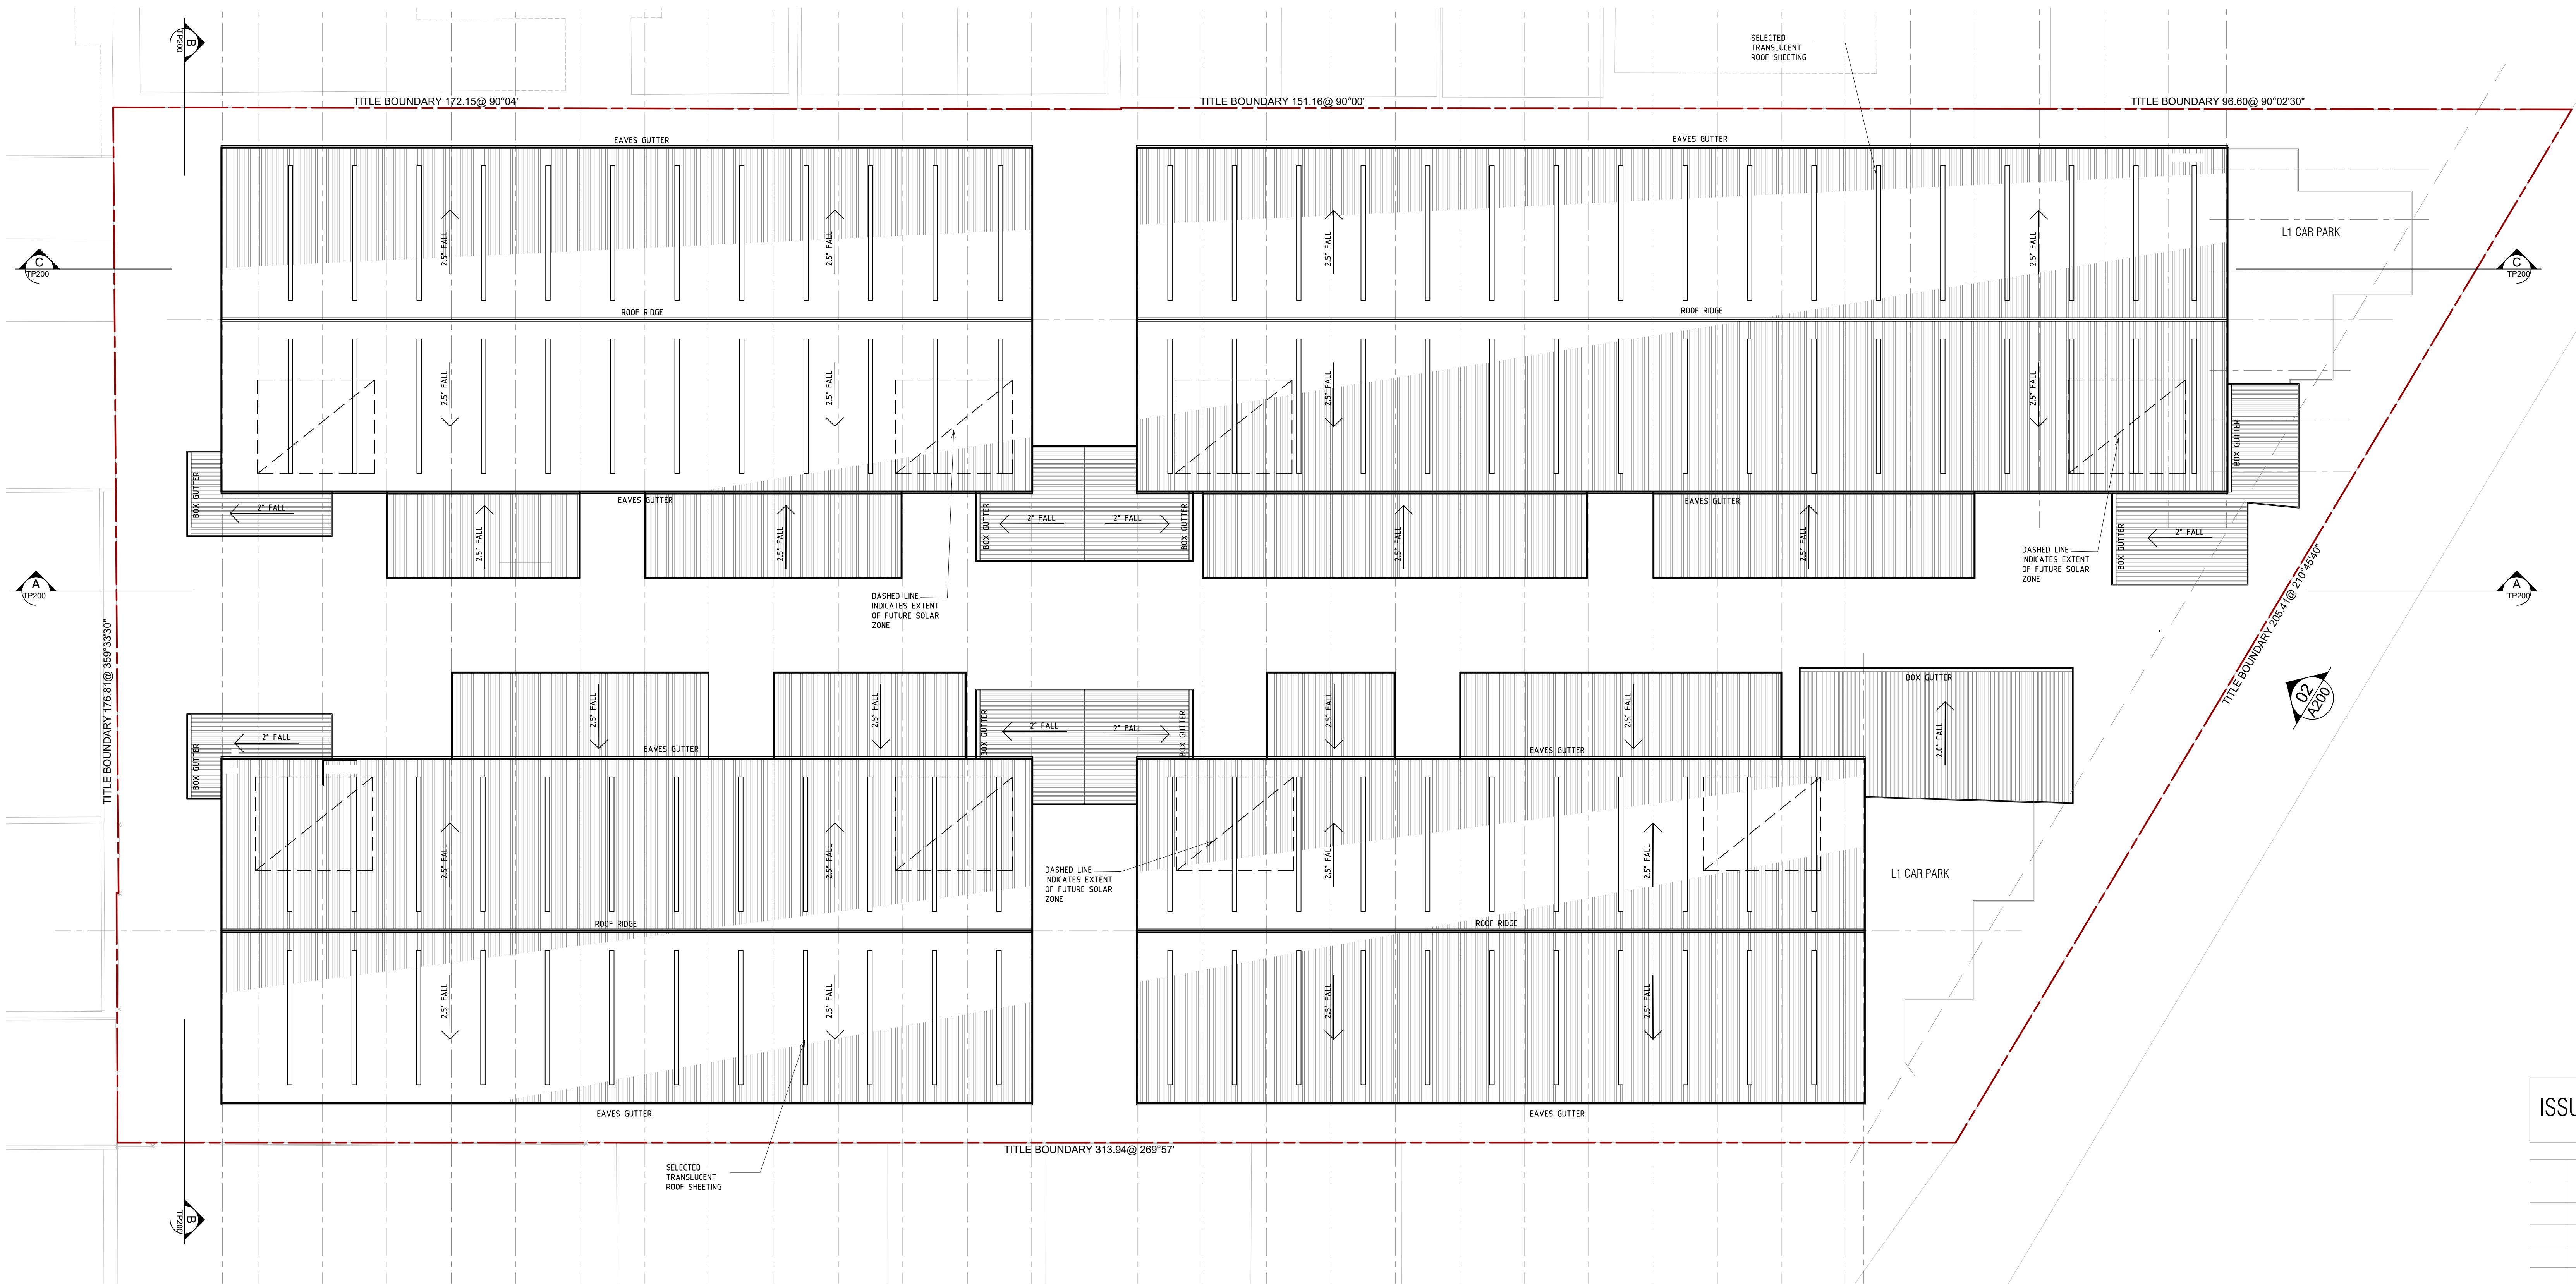 B
TP200
SELECTED
TRANSLUCENT
ROOF SHEETING
TITLE BOUNDARY 172.15@ 90°04'
TITLE BOUNDARY 151.16@ 90°00'
TITLE BOUNDARY 96.60@ 90°02'30"
EAVES GUTTER
EAVES GUTTER
2.5° FALL
2.5° FALL
2.5° FALL
2.5° FALL
L1 CAR PARK
C
TP200
C
TP200
ROOF RIDGE
ROOF RIDGE
2.5° FALL
2.5° FALL
2.5° FALL
2.5° FALL
BOX GUTTER
BOX GUTTER
EAVES GUTTER
EAVES GUTTER
2° FALL
2.5° FALL
2.5° FALL
BOX GUTTER
2° FALL
2° FALL
BOX GUTTER
2.5° FALL
2.5° FALL
BOX GUTTER
2° FALL
DASHED LINE
INDICATES EXTENT
OF FUTURE SOLAR
ZONE
DASHED LINE
INDICATES EXTENT
OF FUTURE SOLAR
ZONE
A
TP200
A
TP200
TITLE BOUNDARY 176.81@ 359°33'30"
TITLE BOUNDARY 205.41@ 210°45'40"
02
A200
2.5° FALL
2.5° FALL
2.5° FALL
2.5° FALL
BOX GUTTER
2.0° FALL
BOX GUTTER
2° FALL
BOX GUTTER
2° FALL
2° FALL
BOX GUTTER
EAVES GUTTER
EAVES GUTTER
2.5° FALL
2.5° FALL
2.5° FALL
2.5° FALL
DASHED LINE
INDICATES EXTENT
OF FUTURE SOLAR
ZONE
L1 CAR PARK
ROOF RIDGE
ROOF RIDGE
2.5° FALL
2.5° FALL
2.5° FALL
2.5° FALL
EAVES GUTTER
EAVES GUTTER
ISSU
TITLE BOUNDARY 313.94@ 269°57'
SELECTED
TRANSLUCENT
ROOF SHEETING
B
TP200